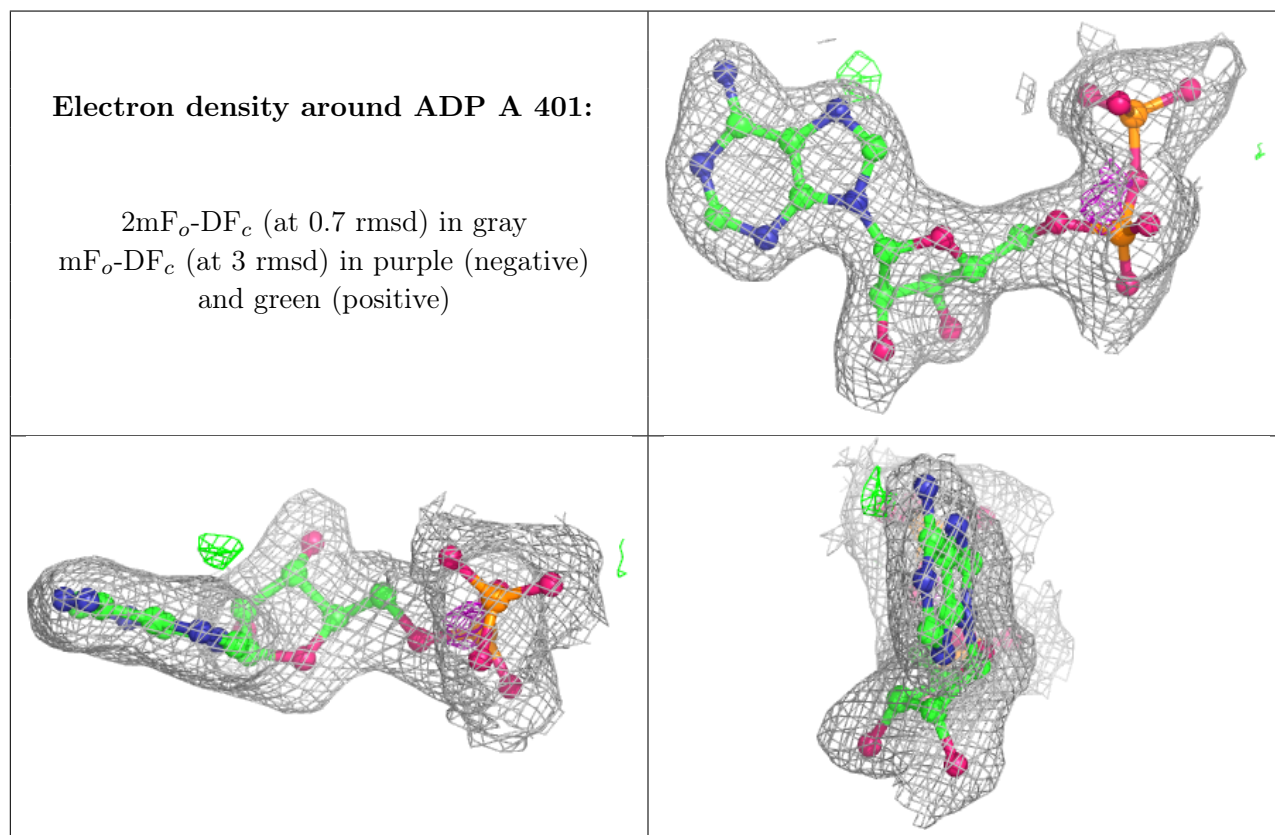 Electron density around ADP A 401:
2mFo-DFc (at 0.7 rmsd) in gray
mFo-DFc (at 3 rmsd) in purple (negative)
and green (positive)